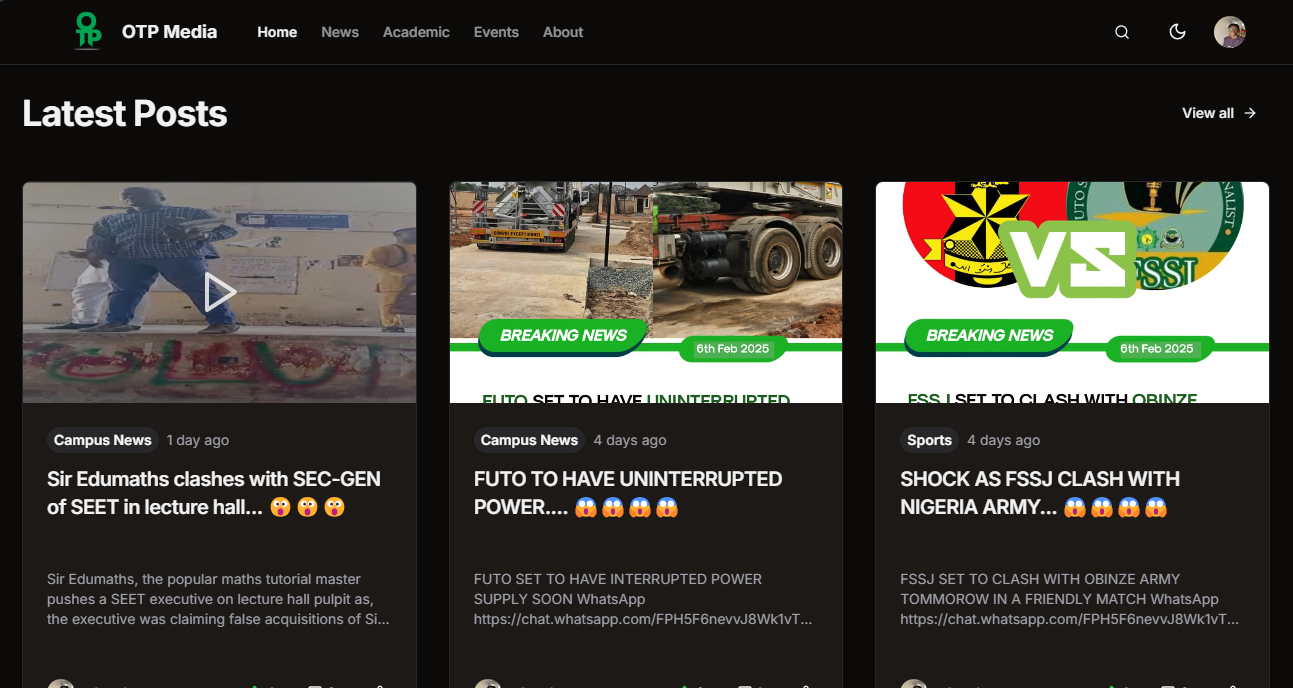 OTP Media
Home
News
Academic
Events
About
Latest Posts
View all
BREAKING NEWS
6th Feb 2025
FUTO SET TO HAVE UNINTERRUPTED
VS
FSSJ
BREAKING NEWS
6th Feb 2025
FSSJ SET TO CLASH WITH OBINZE
Campus News
1 day ago
Sir Edumaths clashes with SEC-GEN
of SEET in lecture hall... 😲 😲 😲
Sir Edumaths, the popular maths tutorial master
pushes a SEET executive on lecture hall pulpit as,
the executive was claiming false acquisitions of Si...
Campus News
4 days ago
FUTO TO HAVE UNINTERRUPTED
POWER.... 😱 😱 😱 😱
FUTO SET TO HAVE INTERRUPTED POWER
SUPPLY SOON WhatsApp
https://chat.whatsapp.com/FPH5F6nevvJ8Wk1vT...
Sports
4 days ago
SHOCK AS FSSJ CLASH WITH
NIGERIA ARMY... 😱 😱 😱 😱
FSSJ SET TO CLASH WITH OBINZE ARMY
TOMMOROW IN A FRIENDLY MATCH WhatsApp
https://chat.whatsapp.com/FPH5F6nevvJ8Wk1vT...